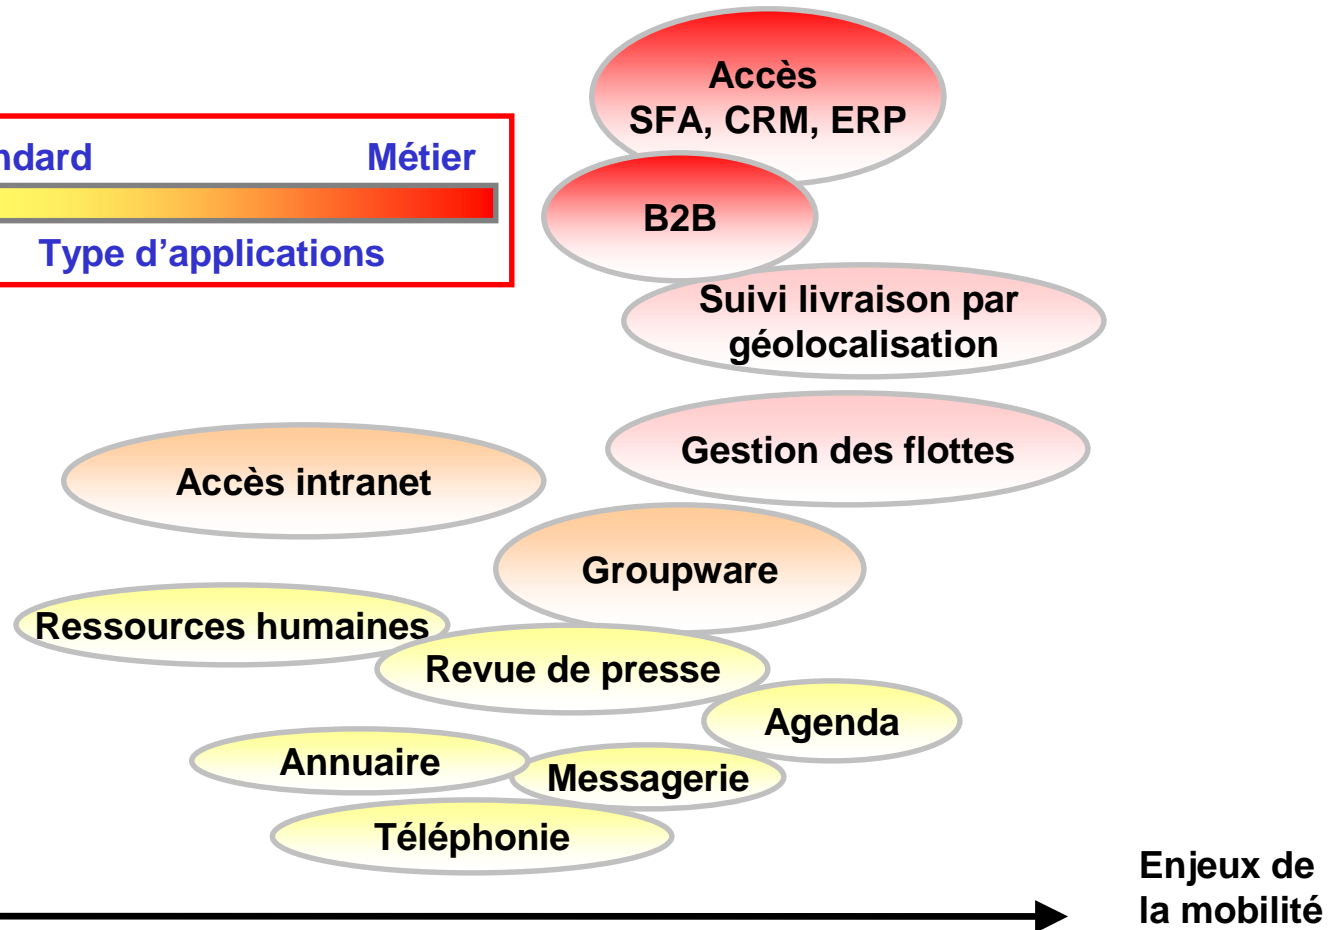 Accès
SFA, CRM, ERP
ndard Métier
Type d’applications
B2B
Suivi livraison par
géolocalisation
Gestion des flottes
Accès intranet
Groupware
Ressources humaines
Revue de presse
Agenda
Annuaire
Messagerie
Téléphonie
Enjeux de
la mobilité